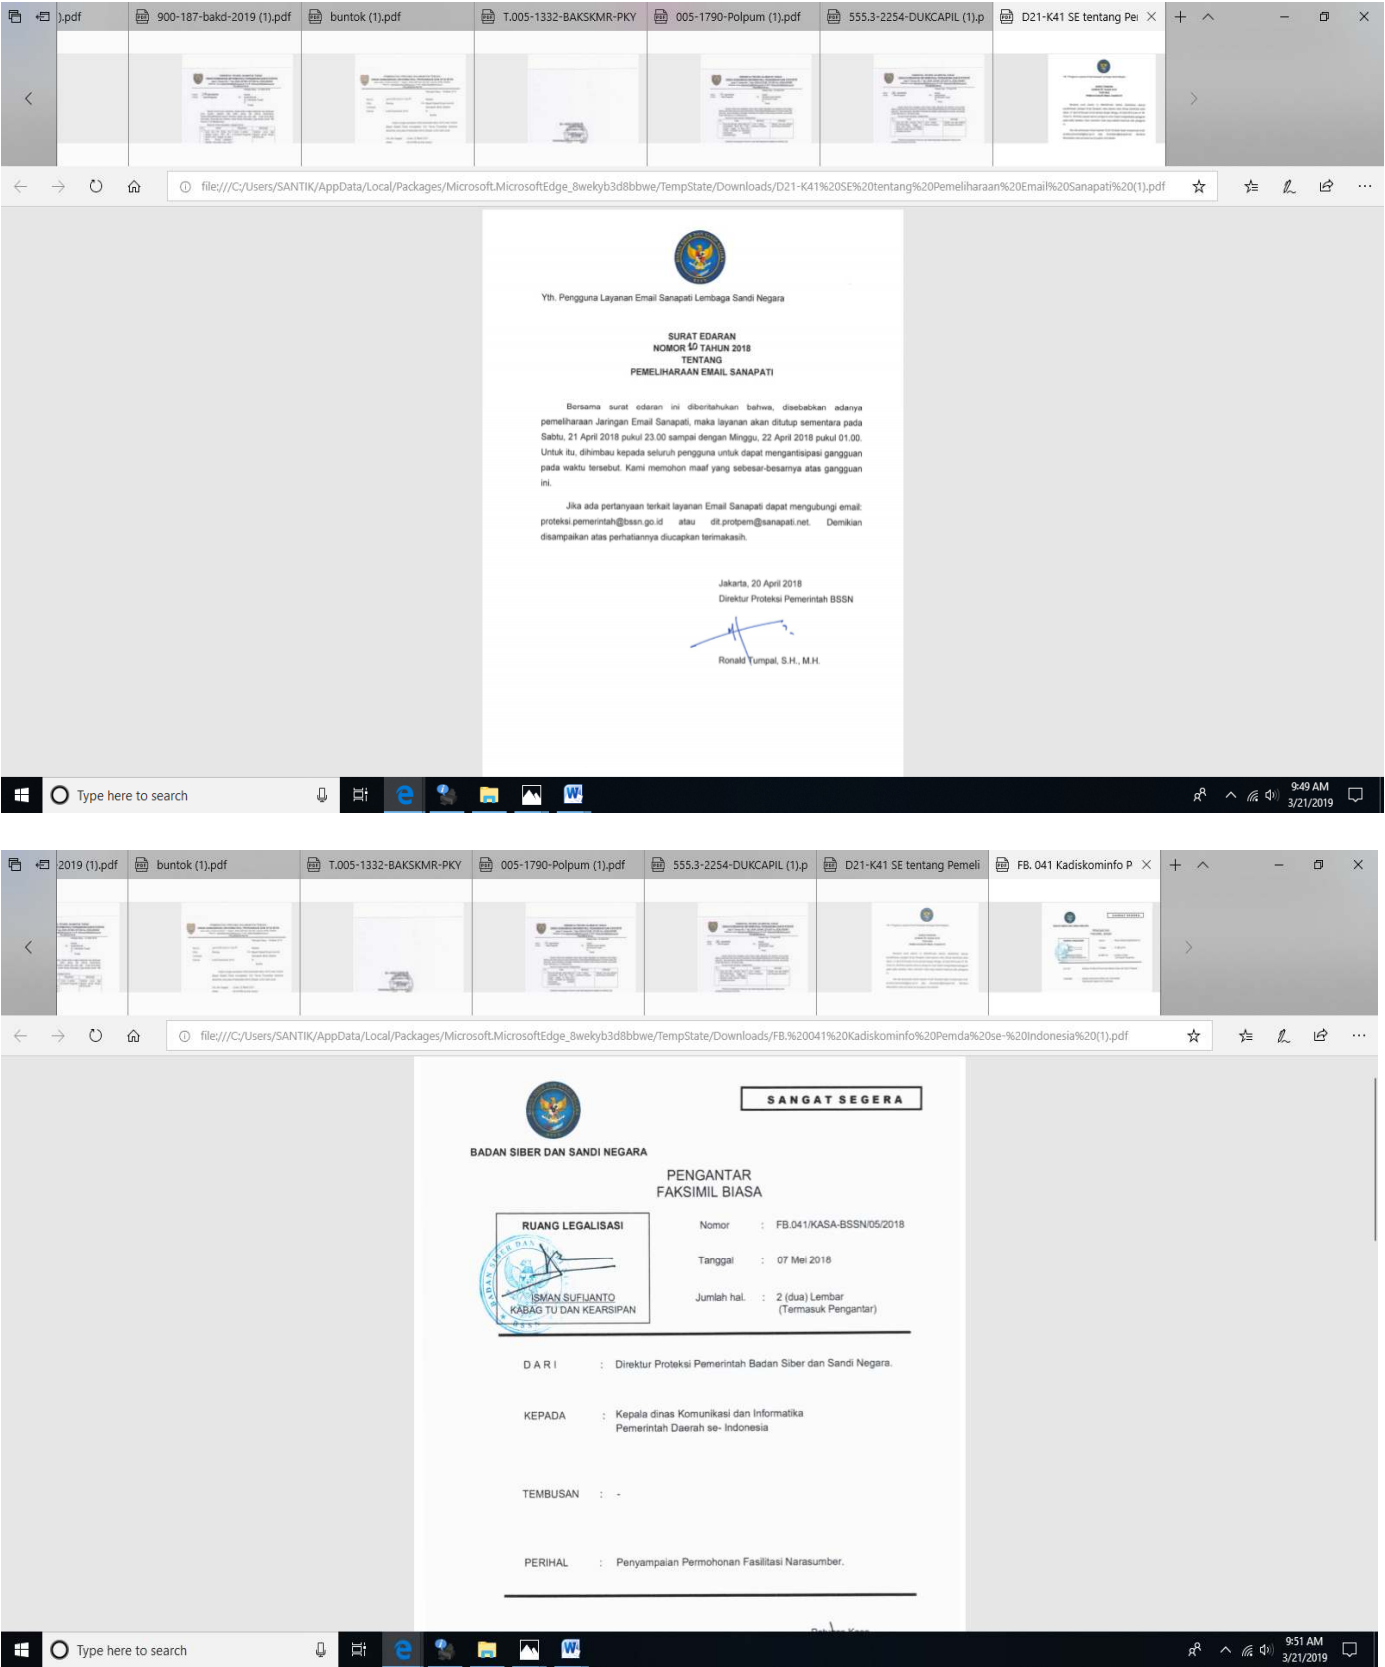 ).pdf
900-187-bakd-2019 (1).pdf
buntok (1).pdf
T.005-1332-BAKSKMR-PKY
005-1790-Polpum (1).pdf
555.3-2254-DUKCAPIL (1).p
D21-K41 SE tentang Per
file:///C:/Users/SANTIK/AppData/Local/Packages/Microsoft.MicrosoftEdge_8wekyb3d8bbwe/TempState/Downloads/D21-K41%20SE%20tentang%20Pemeliharaan%20Email%20Sanapati%20(1).pdf
Yth. Pengguna Layanan Email Sanapati Lembaga Sandi Negara
SURAT EDARAN
NOMOR 10 TAHUN 2018
TENTANG
PEMELIHARAAN EMAIL SANAPATI
Bersama surat edaran ini diberitahukan bahwa, disebabkan adanya
pemeliharaan Jaringan Email Sanapati, maka layanan akan ditutup sementara pada
Sabtu, 21 April 2018 pukul 23.00 sampai dengan Minggu, 22 April 2018 pukul 01.00.
Untuk itu, dihimbau kepada seluruh pengguna untuk dapat mengantisipasi gangguan
pada waktu tersebut. Kami memohon maaf yang sebesar-besarnya atas gangguan
ini.
Jika ada pertanyaan terkait layanan Email Sanapati dapat mengubungi email:
proteksi.pemerintah@bssn.go.id atau dit.protpem@sanapati.net. Demikian
disampaikan atas perhatiannya diucapkan terimakasih.
Jakarta, 20 April 2018
Direktur Proteksi Pemerintah BSSN
Ronald Tumpal, S.H., M.H.
Type here to search
9:49 AM
3/21/2019
2019 (1).pdf
buntok (1).pdf
T.005-1332-BAKSKMR-PKY
005-1790-Polpum (1).pdf
555.3-2254-DUKCAPIL (1).p
D21-K41 SE tentang Pemeli
FB. 041 Kadiskominfo P
file:///C:/Users/SANTIK/AppData/Local/Packages/Microsoft.MicrosoftEdge_8wekyb3d8bbwe/TempState/Downloads/FB.%20041%20Kadiskominfo%20Pemda%20se-%20Indonesia%20(1).pdf
SANGAT SEGERA
BADAN SIBER DAN SANDI NEGARA
PENGANTAR
FAKSIMIL BIASA
RUANG LEGALISASI
ISMAN SUFIJANTO
KABAG TU DAN KEARSIPAN
Nomor : FB.041/KASA-BSSN/05/2018
Tanggal : 07 Mei 2018
Jumlah hal. : 2 (dua) Lembar
(Termasuk Pengantar)
DARI : Direktur Proteksi Pemerintah Badan Siber dan Sandi Negara.
KEPADA : Kepala dinas Komunikasi dan Informatika
Pemerintah Daerah se- Indonesia
TEMBUSAN : -
PERIHAL : Penyampaian Permohonan Fasilitasi Narasumber.
Type here to search
9:51 AM
3/21/2019